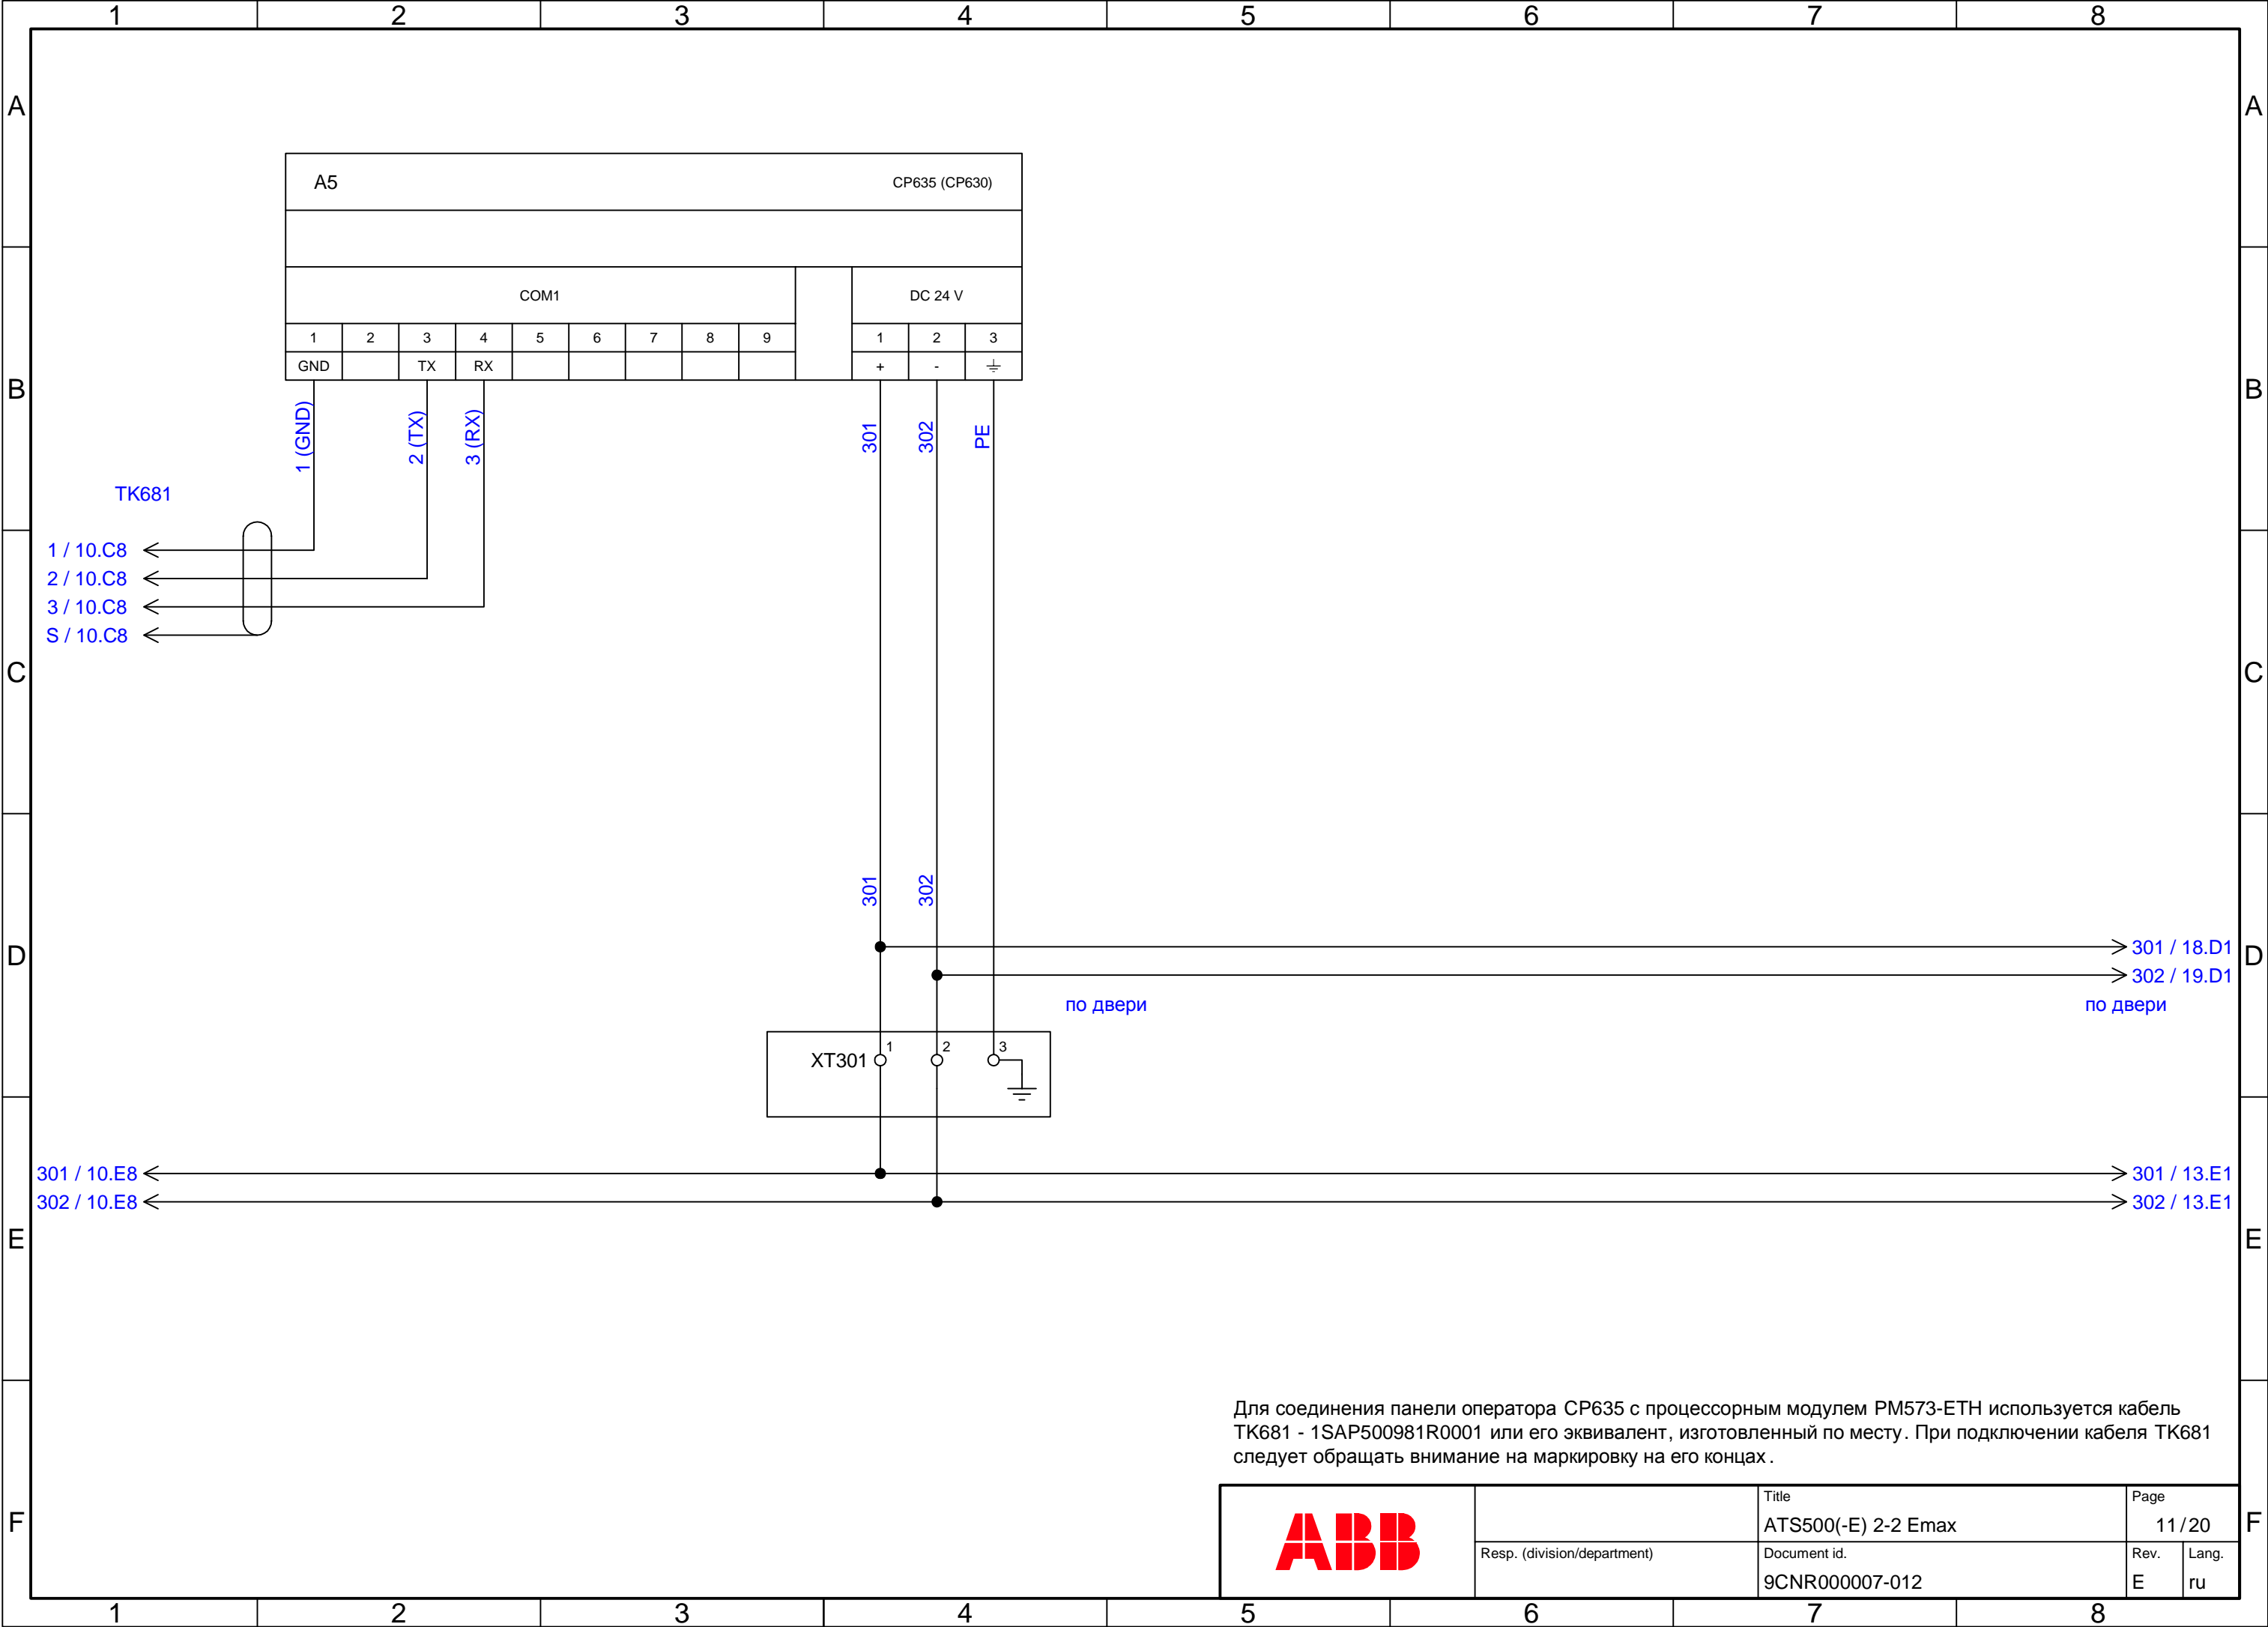 1 2 3 4 5 6 7 8
A A
A5 CP635 (CP630)
COM1 DC 24 V
1 2 3 4 5 6 7 8 9 1 2 3
GND TX RX + -
B B
1 (GND) 2 (TX) 3 (RX) 301 302 PE
TK681
1 / 10.C8
2 / 10.C8
3 / 10.C8
S / 10.C8
C C
301 302
301 / 18.D1
D D
302 / 19.D1
по двери по двери
XT301 1 2 3
301 / 10.E8 301 / 13.E1
302 / 10.E8 302 / 13.E1
E E
Для соединения панели оператора CP635 с процессорным модулем PM573-ETH используется кабель
TK681 - 1SAP500981R0001 или его эквивалент, изготовленный по месту. При подключении кабеля TK681
следует обращать внимание на маркировку на его концах.
F F
ABB
Title Page
ATS500(-E) 2-2 Emax 11/20
Resp. (division/department) Document id. Rev. Lang.
9CNR000007-012 E ru
1 2 3 4 5 6 7 8